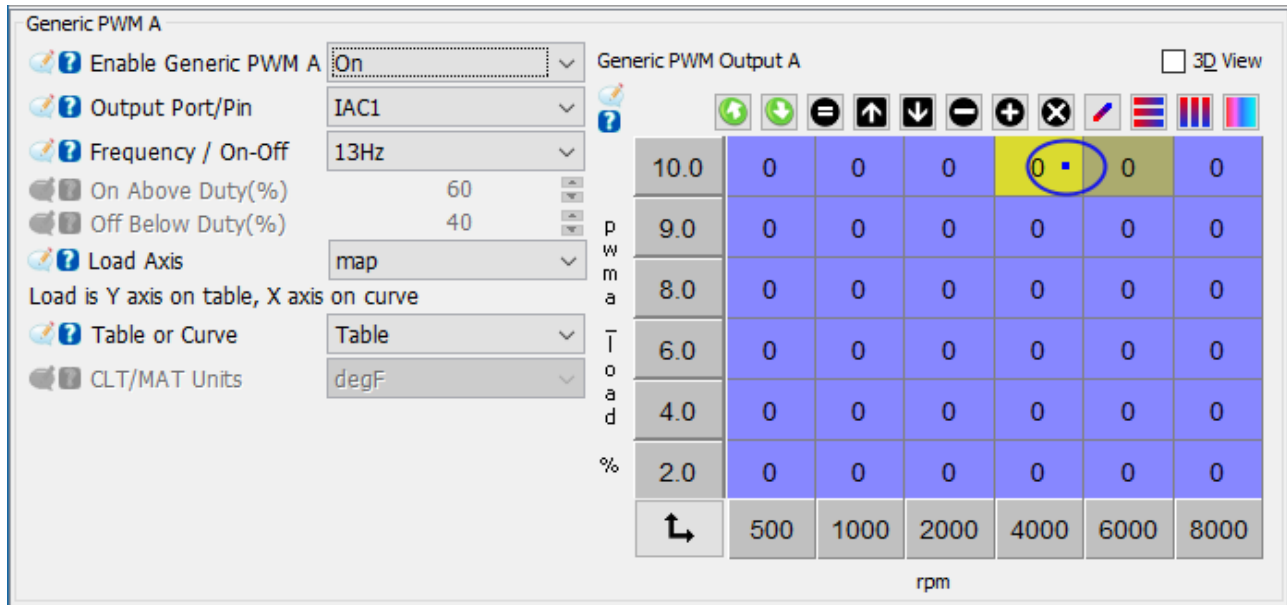 Generic PWM A
Enable Generic PWM A On
Output Port/Pin IAC1
Frequency / On-Off 13Hz
On Above Duty(%) 60
Off Below Duty(%) 40
Load Axis map
Load is Y axis on table, X axis on curve
Table or Curve Table
CLT/MAT Units degF
Generic PWM Output A
3D View
pwma_load %
10.0 0 0 0 0 0 0
9.0 0 0 0 0 0 0
8.0 0 0 0 0 0 0
6.0 0 0 0 0 0 0
4.0 0 0 0 0 0 0
2.0 0 0 0 0 0 0
500 1000 2000 4000 6000 8000
rpm